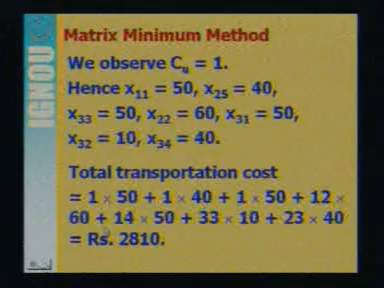 IGNOU
Matrix Minimum Method
We observe C₁₁ = 1.
Hence x₁₁ = 50, x₂₅ = 40,
x₃₃ = 50, x₂₂ = 60, x₃₁ = 50,
x₃₂ = 10, x₃₄ = 40.
Total transportation cost
= 1 × 50 + 1 × 40 + 1 × 50 + 12 ×
60 + 14 × 50 + 33 × 10 + 23 × 40
= Rs. 2810.